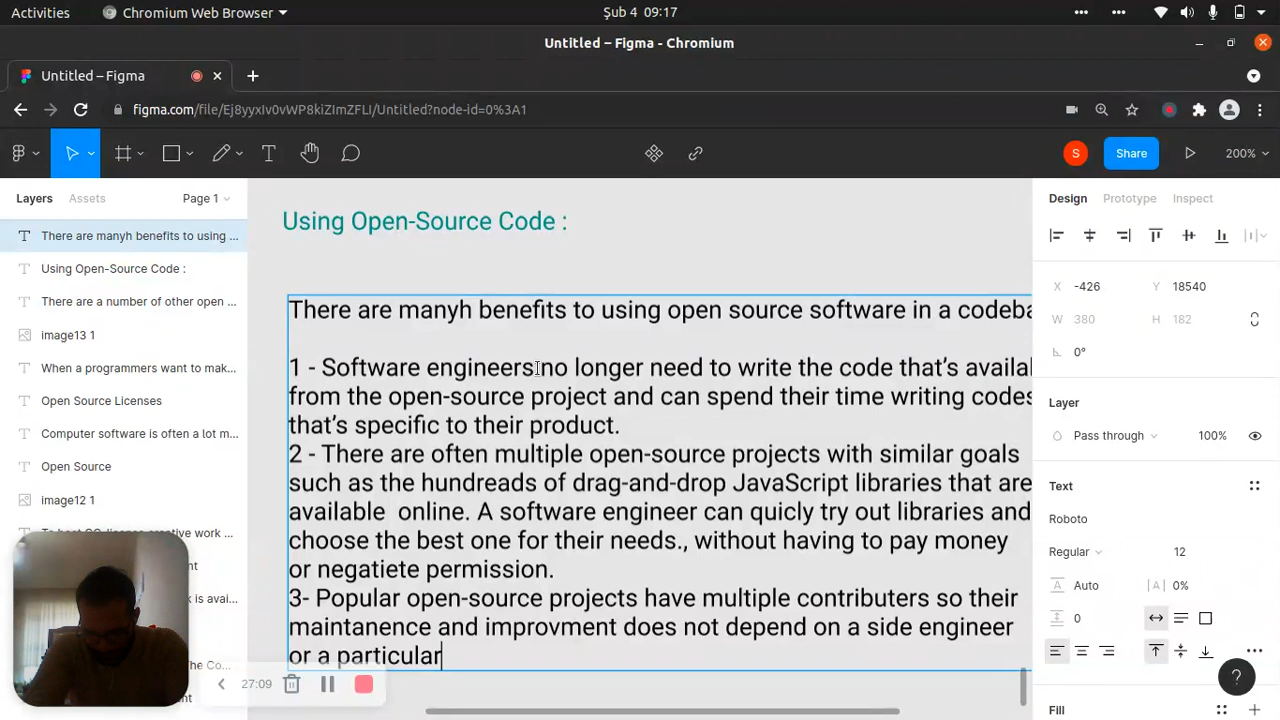 Activities
Chromium Web Browser
Şub 4 09:17
Untitled – Figma - Chromium
Untitled – Figma
figma.com/file/Ej8yyxIv0vWP8kiZImZFLI/Untitled?node-id=0%3A1
S
Share
200%
Layers
Assets
Page 1
Design
Prototype
Inspect
There are manyh benefits to using ...
Using Open-Source Code :
There are a number of other open ...
image13 1
When a programmers want to mak...
Open Source Licenses
Computer software is often a lot m...
Open Source
image12 1
work ...
is avai...
The Co...
Using Open-Source Code :
There are manyh benefits to using open source software in a codeba
1 - Software engineers no longer need to write the code that’s availal
from the open-source project and can spend their time writing codes
that’s specific to their product.
2 - There are often multiple open-source projects with similar goals
such as the hundreads of drag-and-drop JavaScript libraries that are
available  online. A software engineer can quicly try out libraries and
choose the best one for their needs., without having to pay money
or negatiete permission.
3- Popular open-source projects have multiple contributers so their
maintanence and improvment does not depend on a side engineer
or a particular
27:09
X -426
Y 18540
W 380
H 182
0°
Layer
Pass through
100%
Text
Roboto
Regular
12
A Auto
|A| 0%
0
Fill
?